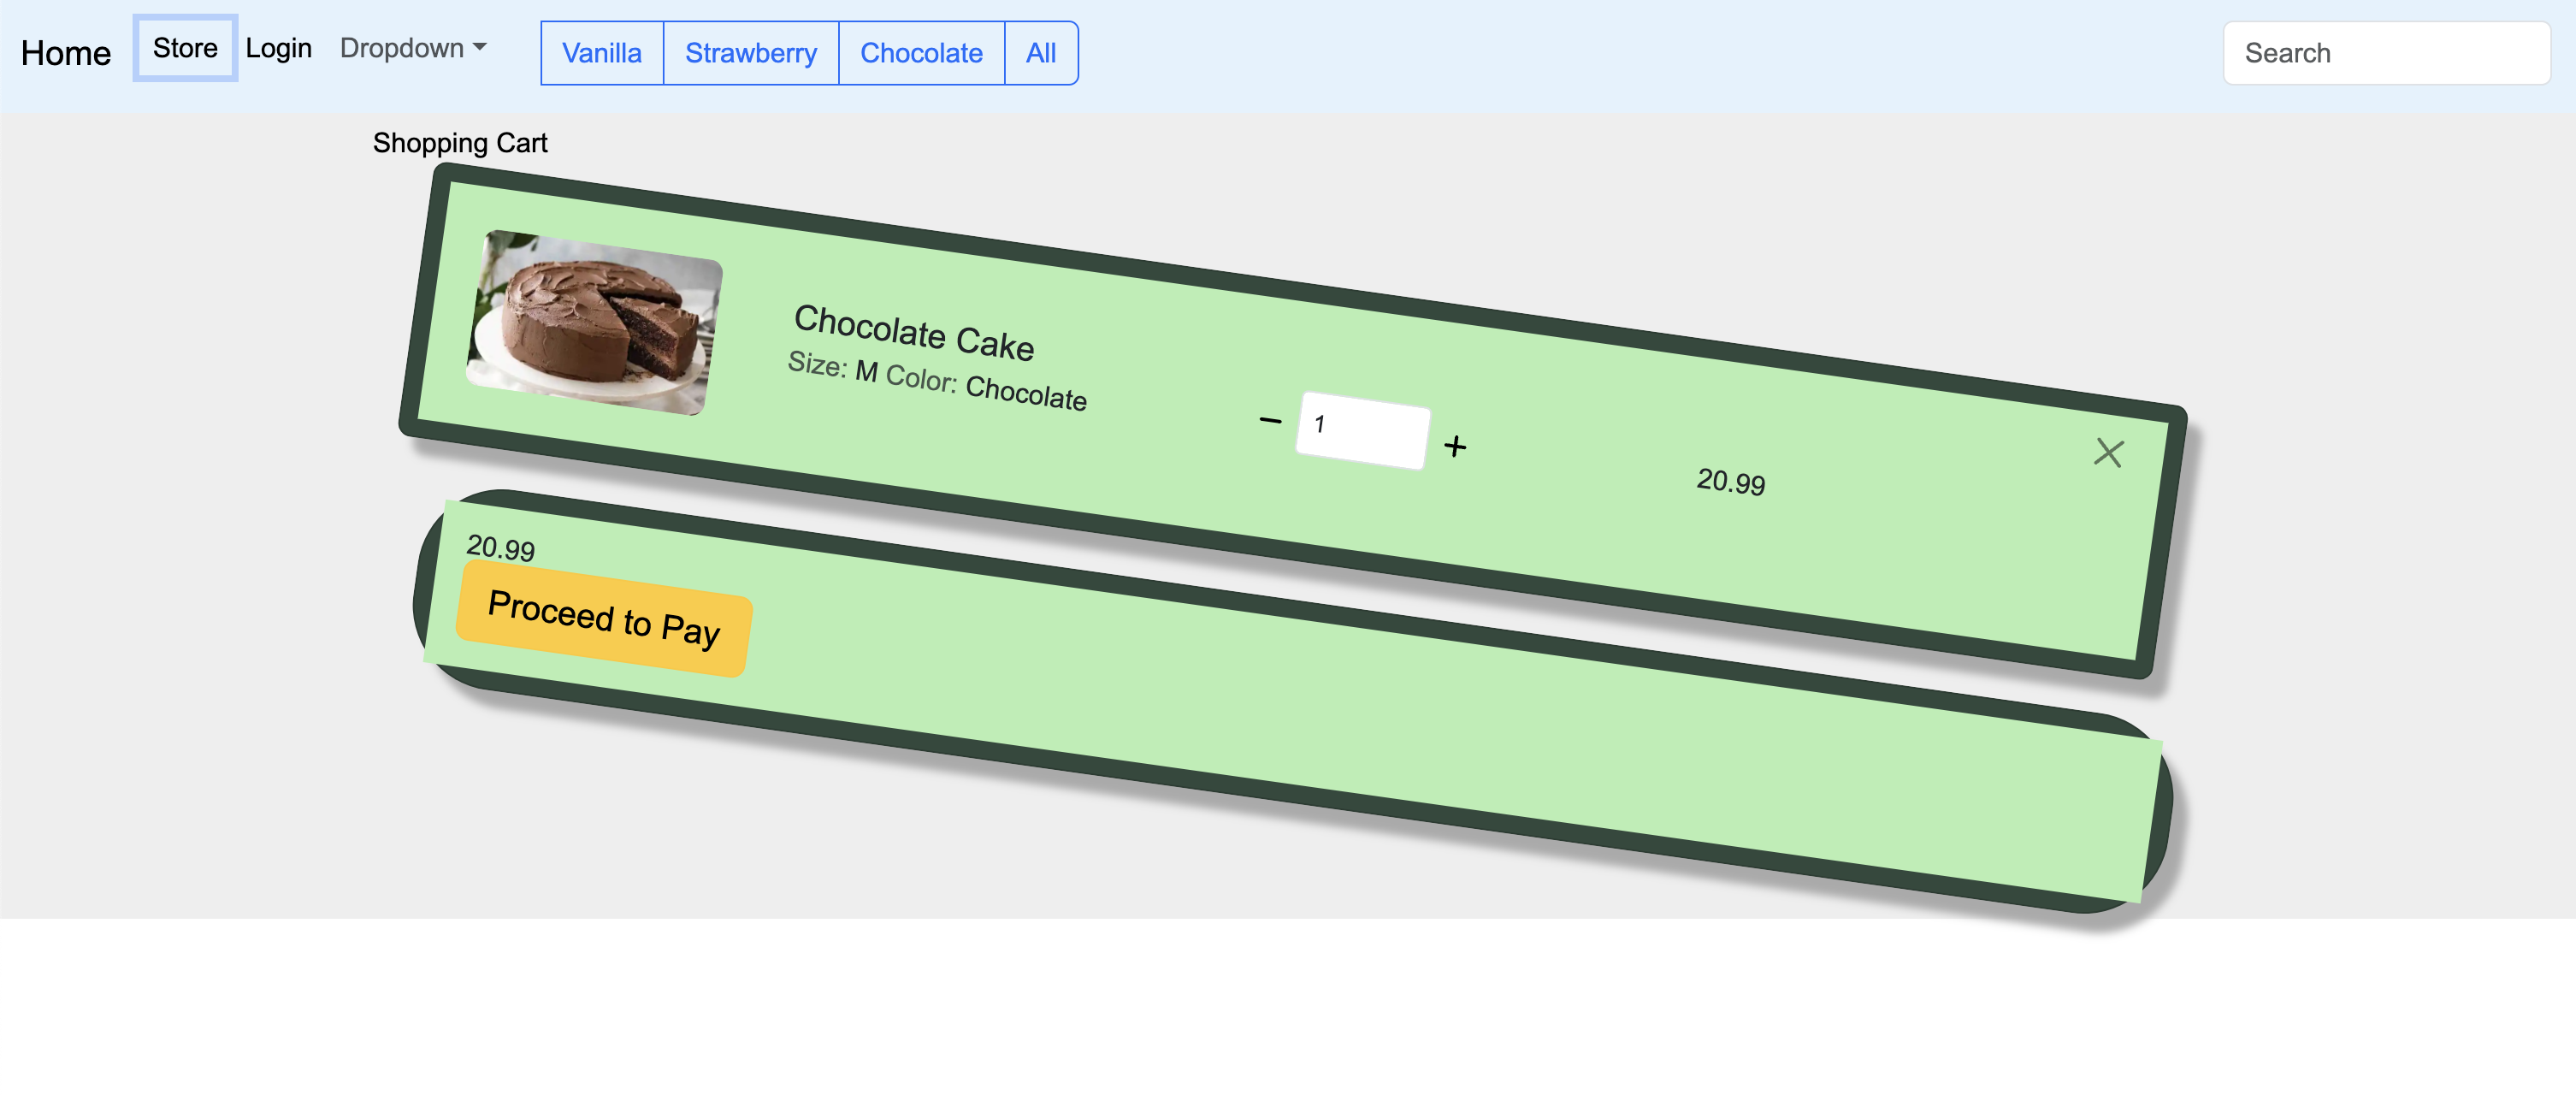 Home Store Login Dropdown Vanilla Strawberry Chocolate All Search
Shopping Cart
Chocolate Cake
Size: M Color: Chocolate
− 1 +
20.99
20.99
Proceed to Pay